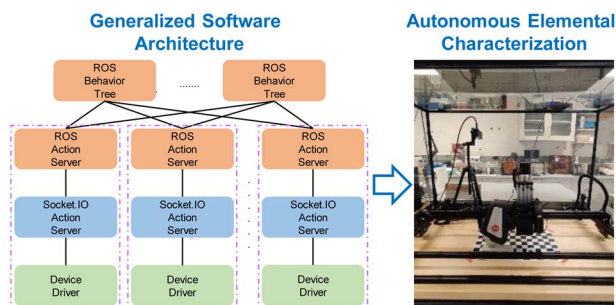 Generalized Software
Architecture
Autonomous Elemental
Characterization
ROS
Behavior
Tree
.......
ROS
Behavior
Tree
ROS
Action
Server
ROS
Action
Server
ROS
Action
Server
Socket.IO
Action
Server
Socket.IO
Action
Server
Socket.IO
Action
Server
Device
Driver
Device
Driver
Device
Driver